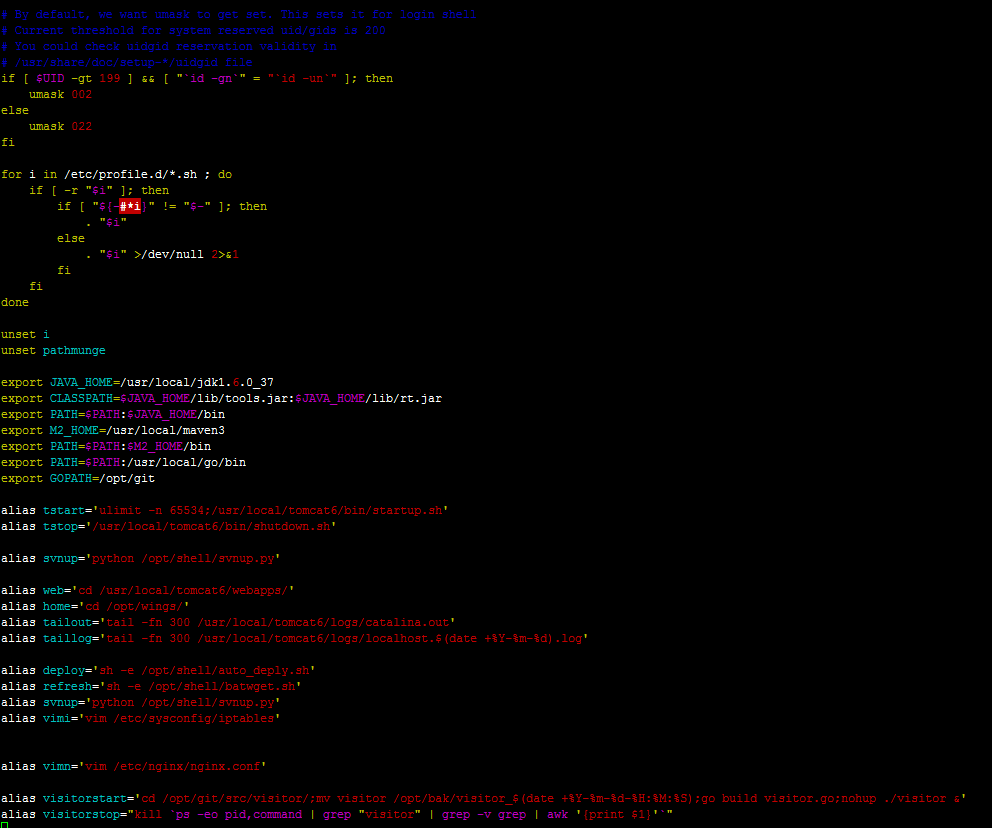 # By default, we want umask to get set. This sets it for login shell
# Current threshold for system reserved uid/gids is 200
# You could check uidgid reservation validity in
# /usr/share/doc/setup-*/uidgid file
if [ $UID -gt 199 ] && [ "`id -gn`" = "`id -un`" ]; then
    umask 002
else
    umask 022
fi

for i in /etc/profile.d/*.sh ; do
    if [ -r "$i" ]; then
        if [ "${-#*i}" != "$-" ]; then
            . "$i"
        else
            . "$i" >/dev/null 2>&1
        fi
    fi
done

unset i
unset pathmunge

export JAVA_HOME=/usr/local/jdk1.6.0_37
export CLASSPATH=$JAVA_HOME/lib/tools.jar:$JAVA_HOME/lib/rt.jar
export PATH=$PATH:$JAVA_HOME/bin
export M2_HOME=/usr/local/maven3
export PATH=$PATH:$M2_HOME/bin
export PATH=$PATH:/usr/local/go/bin
export GOPATH=/opt/git

alias tstart='ulimit -n 65534;/usr/local/tomcat6/bin/startup.sh'
alias tstop='/usr/local/tomcat6/bin/shutdown.sh'

alias svnup='python /opt/shell/svnup.py'

alias web='cd /usr/local/tomcat6/webapps/'
alias home='cd /opt/wings/'
alias tailout='tail -fn 300 /usr/local/tomcat6/logs/catalina.out'
alias taillog='tail -fn 300 /usr/local/tomcat6/logs/localhost.$(date +%Y-%m-%d).log'

alias deploy='sh -e /opt/shell/auto_deply.sh'
alias refresh='sh -e /opt/shell/batwget.sh'
alias svnup='python /opt/shell/svnup.py'
alias vimi='vim /etc/sysconfig/iptables'

alias vimn='vim /etc/nginx/nginx.conf'

alias visitorstart='cd /opt/git/src/visitor/;mv visitor /opt/bak/visitor_$(date +%Y-%m-%d-%H:%M:%S);go build visitor.go;nohup ./visitor &'
alias visitorstop="kill `ps -eo pid,command | grep "visitor" | grep -v grep | awk '{print $1}'`"